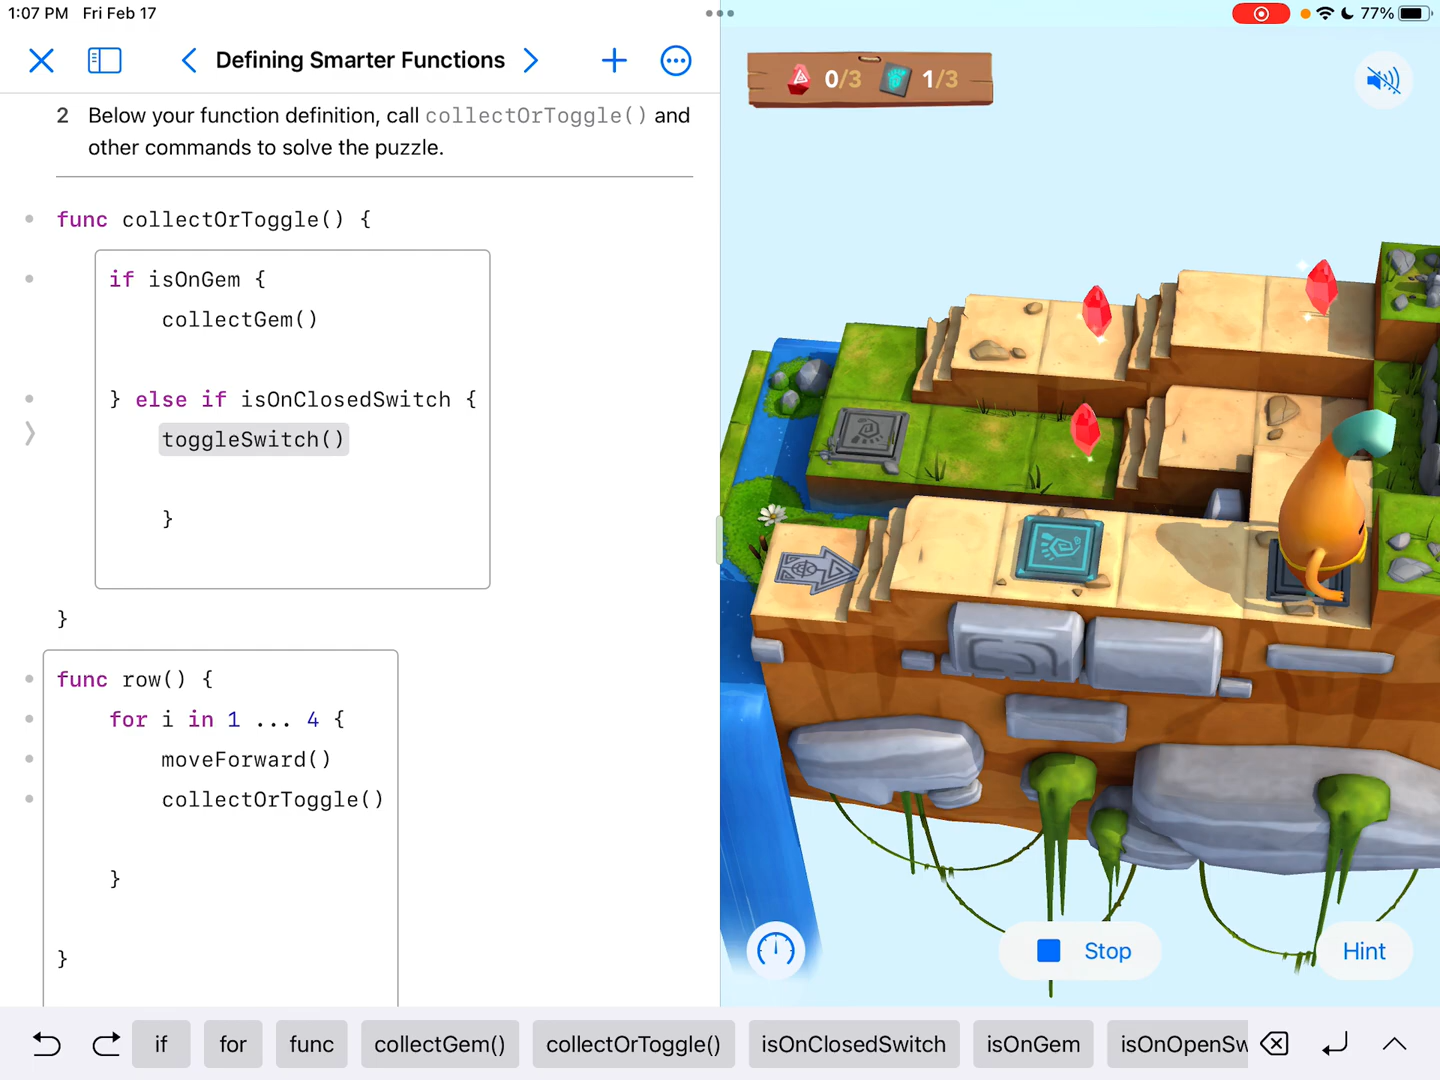 1:07 PM Fri Feb 17
77%
Defining Smarter Functions
0/3 1/3
2 Below your function definition, call collectOrToggle() and
other commands to solve the puzzle.
func collectOrToggle() {
if isOnGem {
collectGem()
} else if isOnClosedSwitch {
toggleSwitch()
}
}
func row() {
for i in 1 ... 4 {
moveForward()
collectOrToggle()
}
}
Stop
Hint
if for func collectGem() collectOrToggle() isOnClosedSwitch isOnGem isOnOpenSw